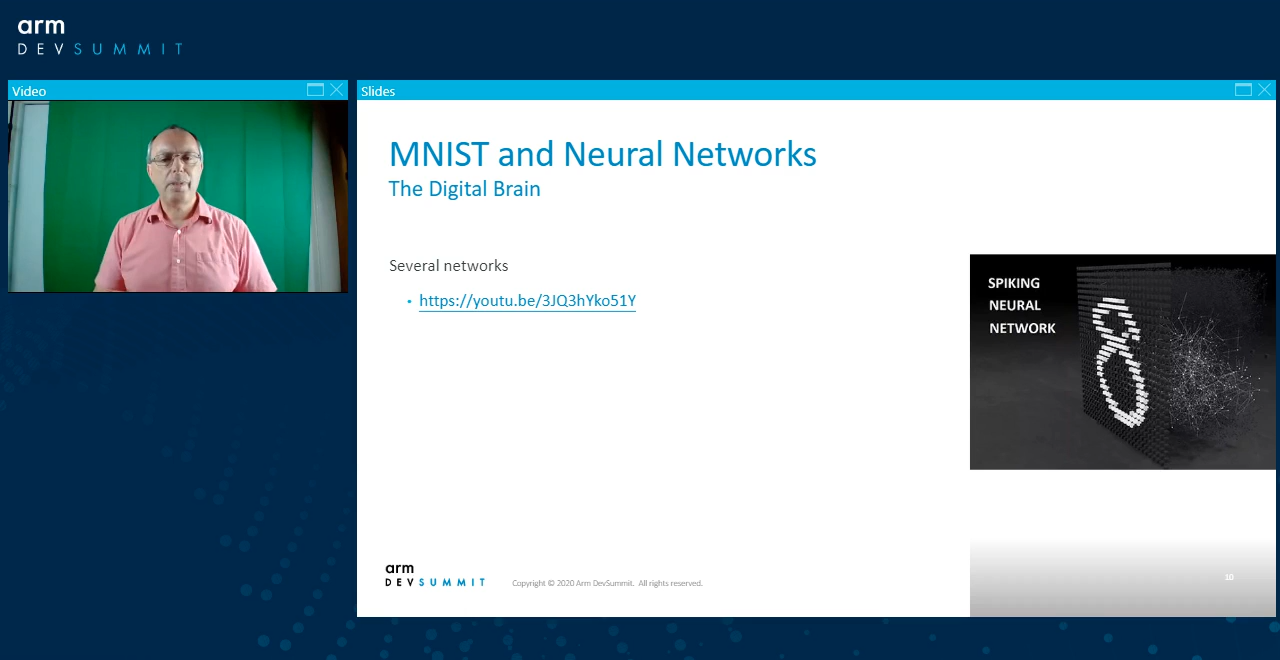 arm
DEVSUMMIT
Video
Slides
MNIST and Neural Networks
The Digital Brain
Several networks
• https://youtu.be/3JQ3hYko51Y
SPIKING
NEURAL
NETWORK
arm
DEVSUMMIT
Copyright © 2020 Arm DevSummit. All rights reserved.
10